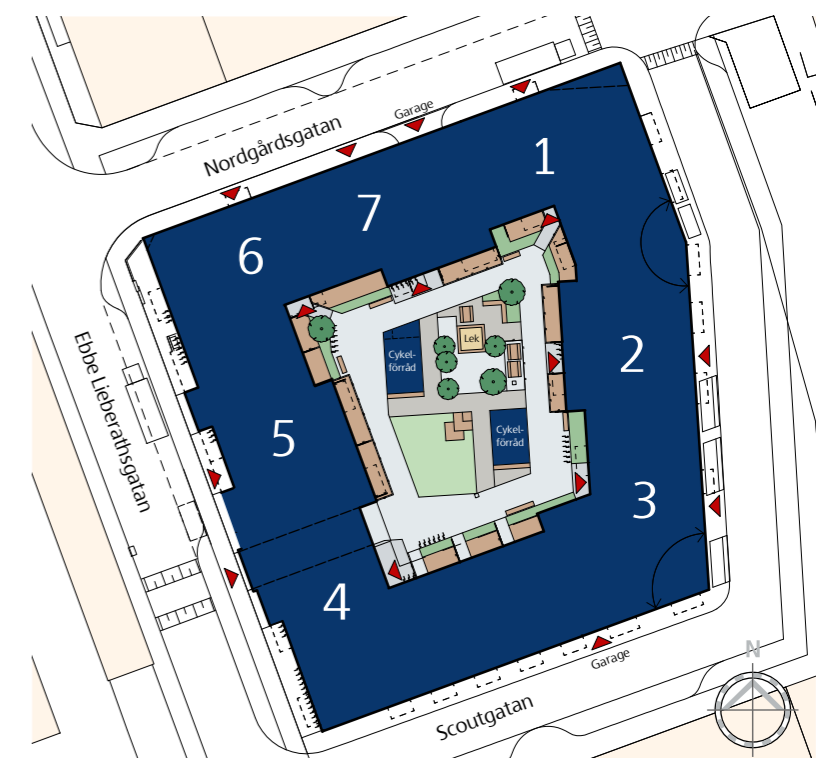 Nordgårdsgatan
Garage
1
7
6
Ebbe Lieberathsgatan
Lek
Cykel-
förråd
2
5
Cykel-
förråd
3
4
Garage
N
Scoutgatan